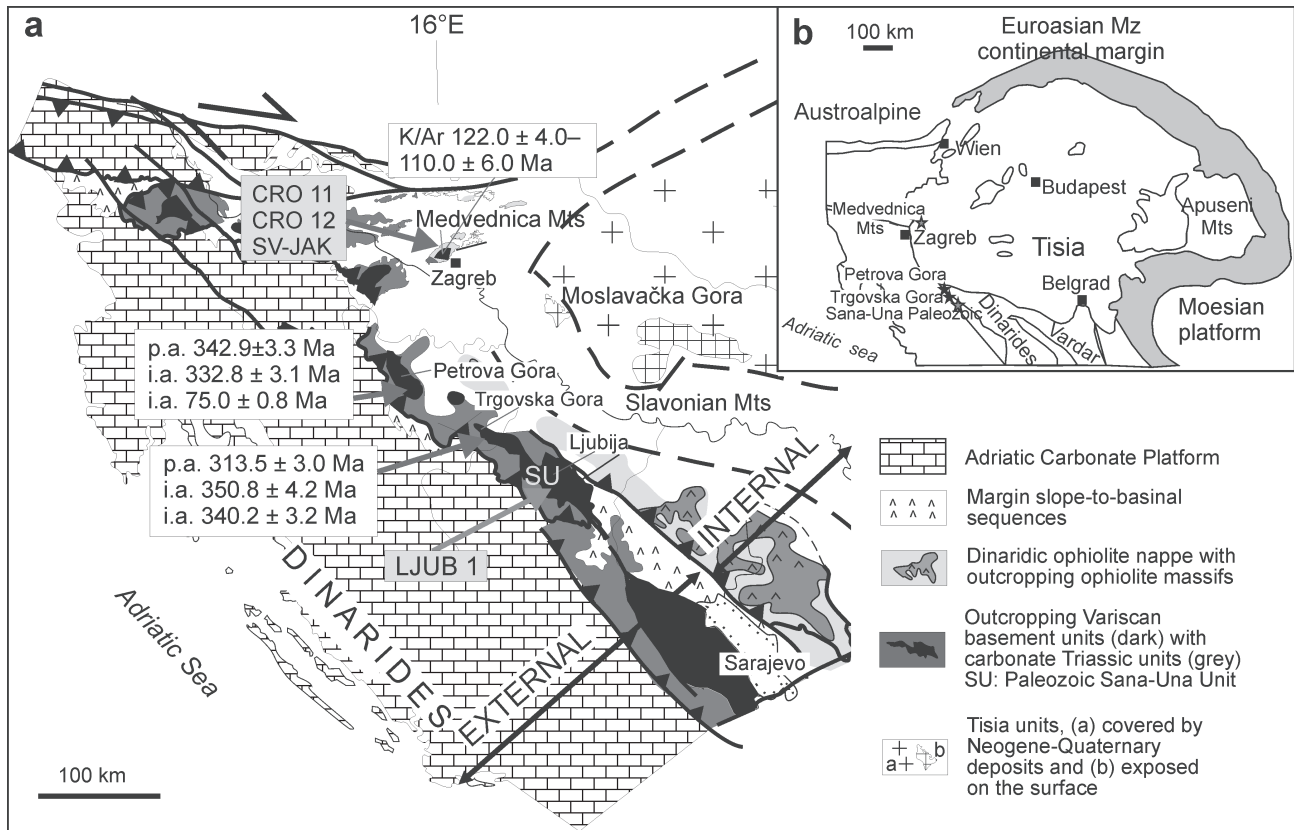 a
16°E
K/Ar 122.0 ± 4.0–
110.0 ± 6.0 Ma
CRO 11
CRO 12
SV-JAK
Medvednica Mts
Zagreb
Moslavačka Gora
p.a. 342.9±3.3 Ma
i.a. 332.8 ± 3.1 Ma
i.a. 75.0 ± 0.8 Ma
Petrova Gora
Trgovska Gora
Slavonian Mts
Ljubija
p.a. 313.5 ± 3.0 Ma
i.a. 350.8 ± 4.2 Ma
i.a. 340.2 ± 3.2 Ma
SU
INTERNAL
LJUB 1
DINARIDES
EXTERNAL
Adriatic Sea
Sarajevo
100 km
b
100 km
Euroasian Mz
continental margin
Austroalpine
Wien
Budapest
Medvednica
Mts
Zagreb
Apuseni
Mts
Tisia
Petrova Gora
Trgovska Gora
Sana-Una Paleozoic
Belgrad
Dinarides
Vardar
Moesian
platform
Adriatic sea
Adriatic Carbonate Platform
Margin slope-to-basinal
sequences
Dinaridic ophiolite nappe with
outcropping ophiolite massifs
Outcropping Variscan
basement units (dark) with
carbonate Triassic units (grey)
SU: Paleozoic Sana-Una Unit
a
b
Tisia units, (a) covered by
Neogene-Quaternary
deposits and (b) exposed
on the surface